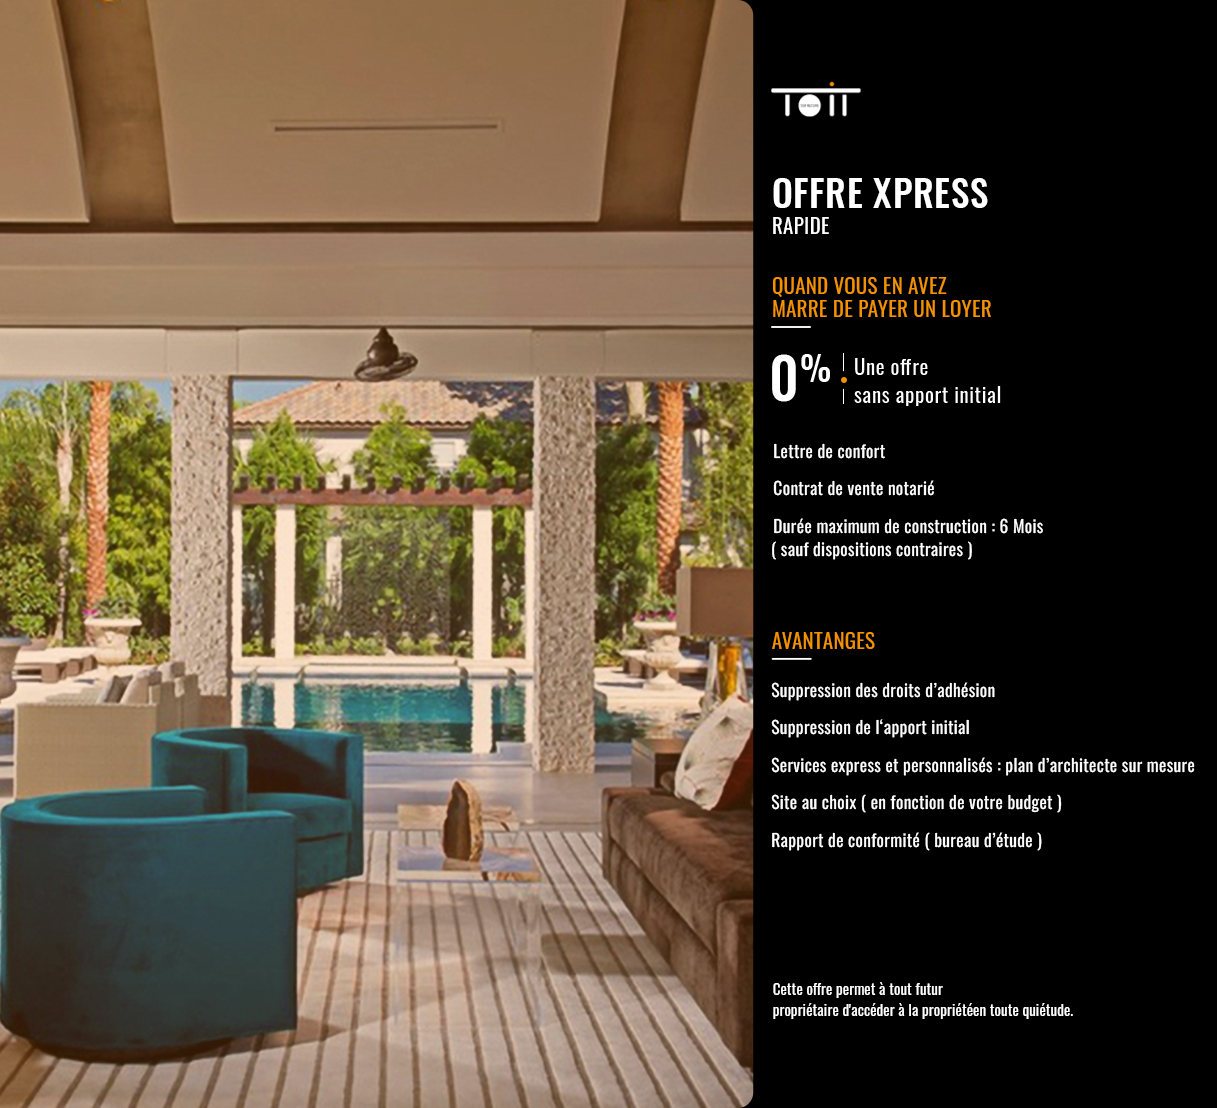 TOIT
OFFRE XPRESS
RAPIDE
QUAND VOUS EN AVEZ
MARRE DE PAYER UN LOYER
0%
Une offre
sans apport initial
Lettre de confort
Contrat de vente notarié
Durée maximum de construction : 6 Mois
( sauf dispositions contraires )
AVANTANGES
Suppression des droits d’adhésion
Suppression de l‘apport initial
Services express et personnalisés : plan d’architecte sur mesure
Site au choix ( en fonction de votre budget )
Rapport de conformité ( bureau d’étude )
Cette offre permet à tout futur
propriétaire d'accéder à la propriétéen toute quiétude.